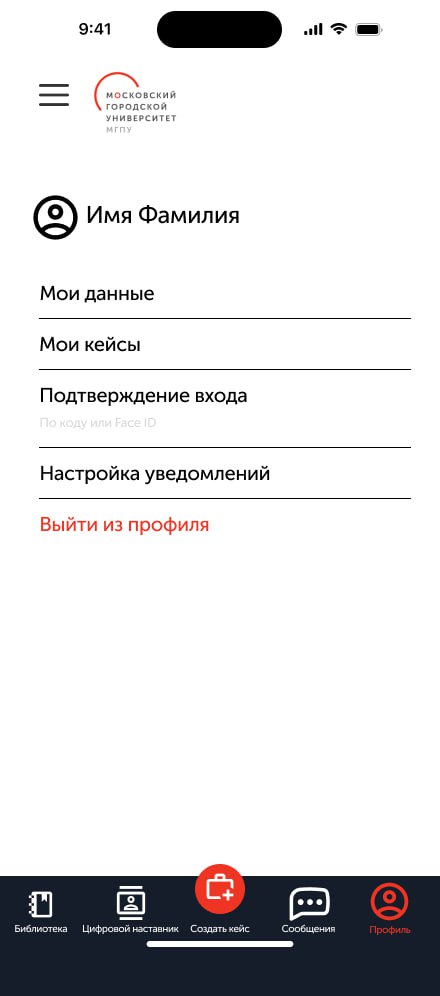 9:41
МОСКОВСКИЙ
ГОРОДСКОЙ
УНИВЕРСИТЕТ
МГПУ
Имя Фамилия
Мои данные
Мои кейсы
Подтверждение входа
По коду или Face ID
Настройка уведомлений
Выйти из профиля
Библиотека Цифровой наставник Создать кейс Сообщения Профиль